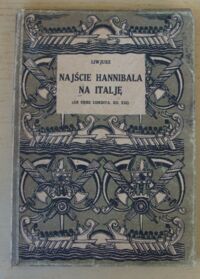 LIWJUSZ
NAJŚCIE HANNIBALA
NA ITALJĘ
(AB URBE CONDITA, KS. XXI)